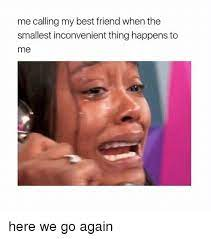 me calling my best friend when the
smallest inconvenient thing happens to
me
here we go again